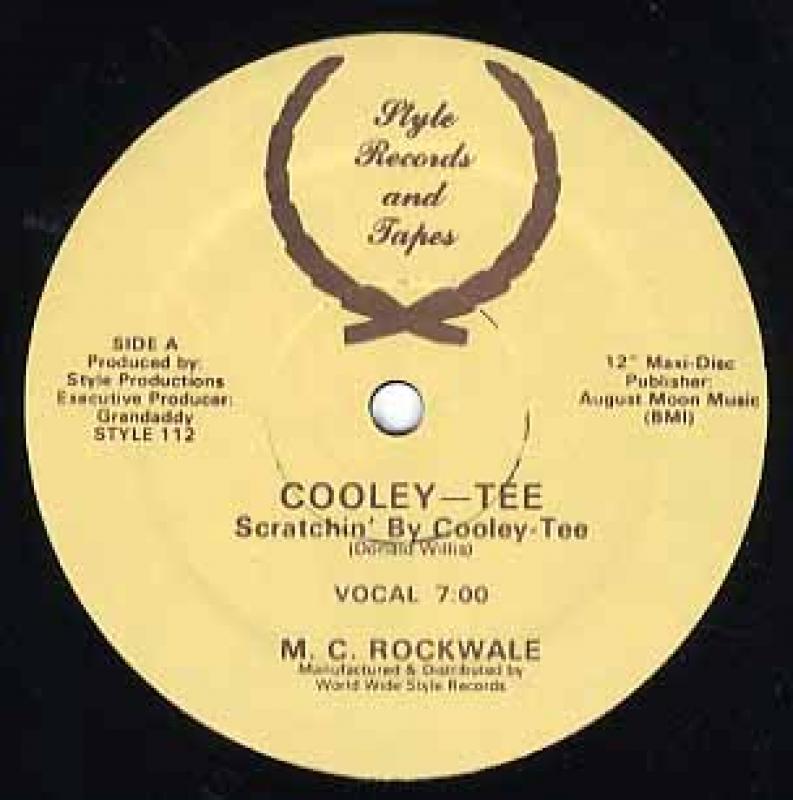 Style
Records
and
Tapes
SIDE A
Produced by:
Style Productions
Executive Producer:
Grandaddy
STYLE 112
12" Maxi-Disc
Publisher:
August Moon Music
(BMI)
COOLEY—TEE
Scratchin' By Cooley-Tee
(Donald Willis)
VOCAL 7:00
M. C. ROCKWALE
Manufactured & Distributed by
World Wide Style Records